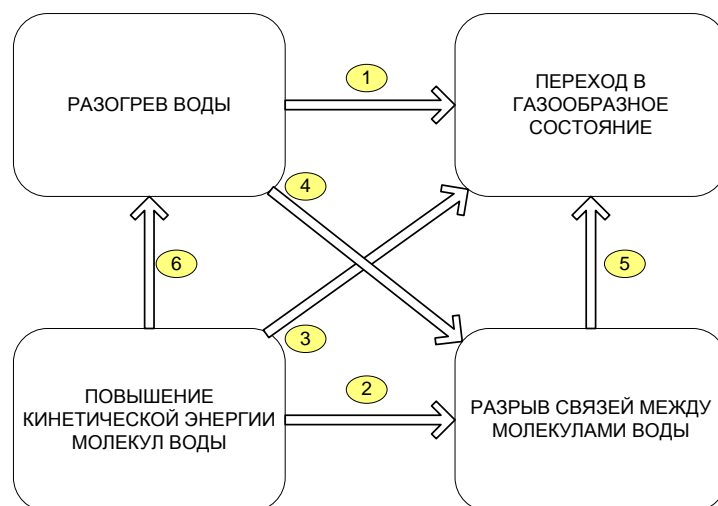 РАЗОГРЕВ ВОДЫ
1
ПЕРЕХОД В
ГАЗООБРАЗНОЕ
СОСТОЯНИЕ
4
6
5
3
ПОВЫШЕНИЕ
КИНЕТИЧЕСКОЙ ЭНЕРГИИ
МОЛЕКУЛ ВОДЫ
2
РАЗРЫВ СВЯЗЕЙ МЕЖДУ
МОЛЕКУЛАМИ ВОДЫ